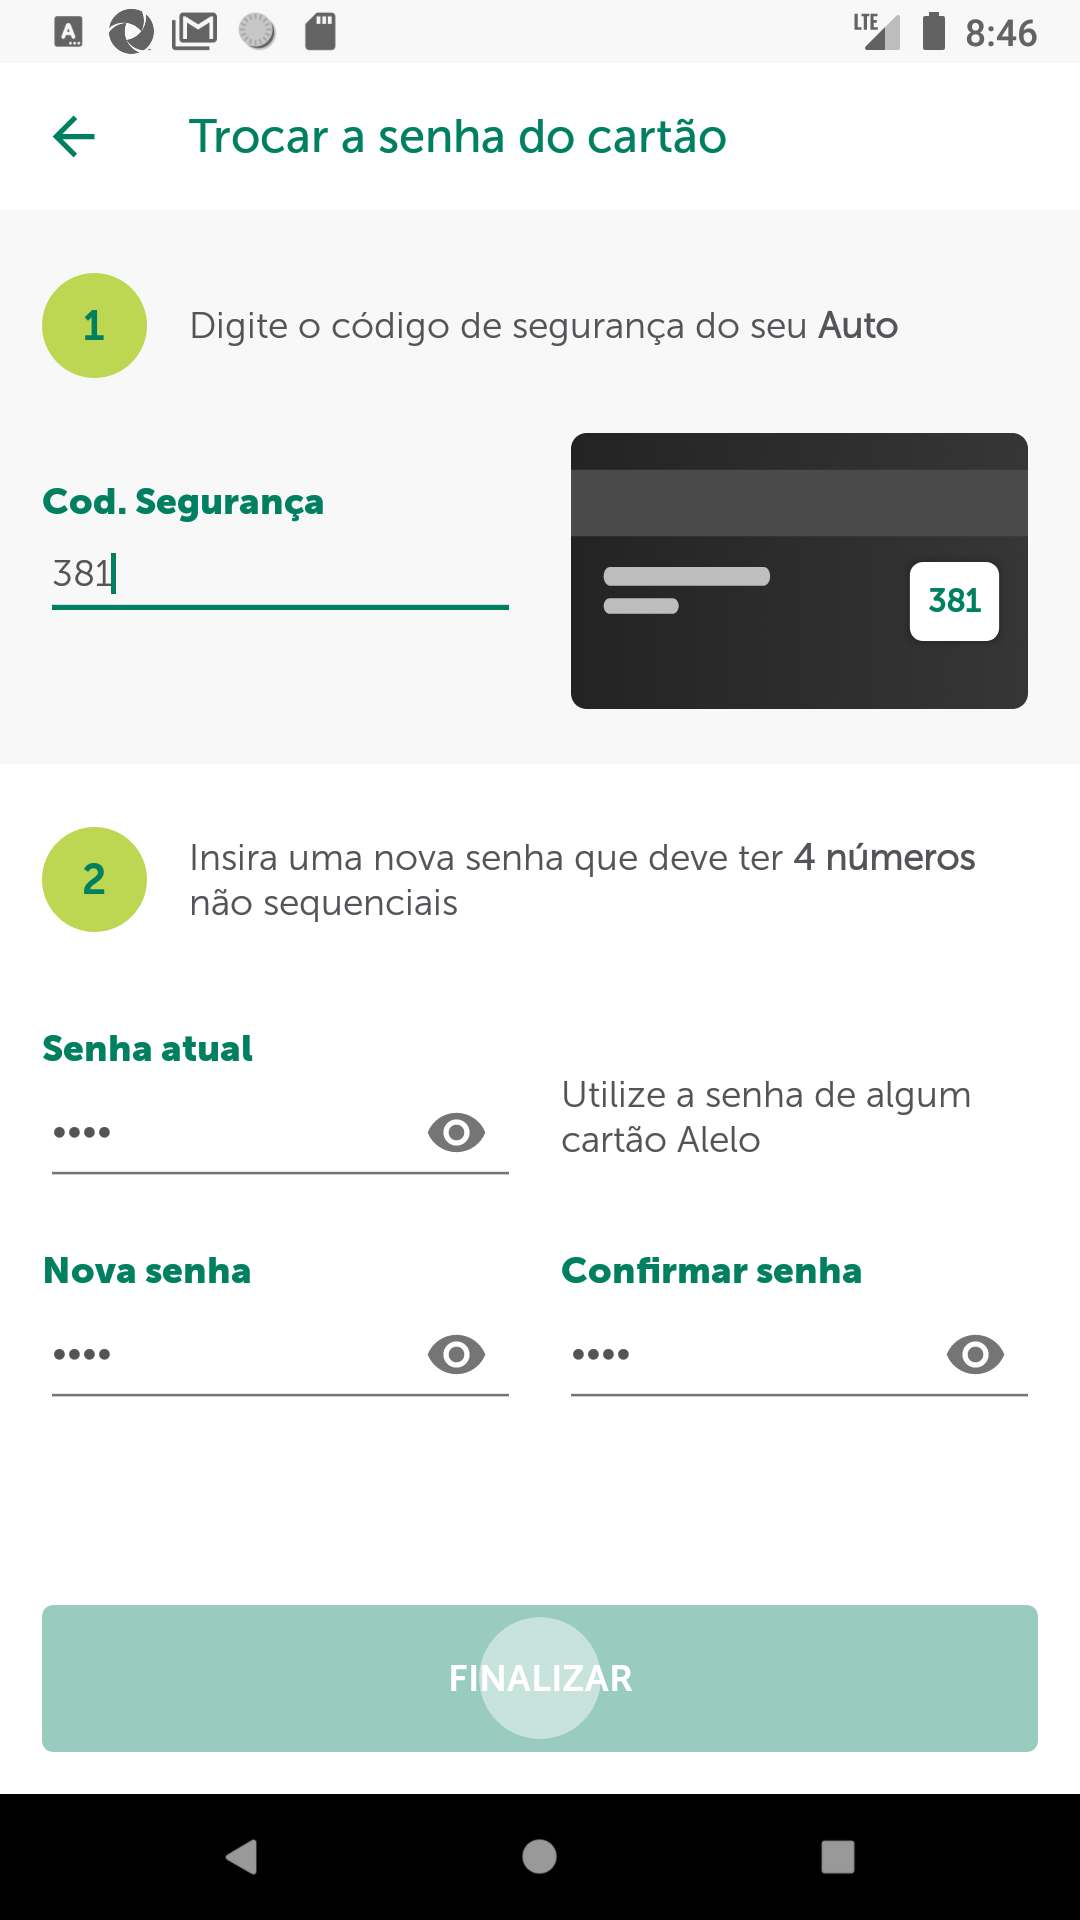 LTE 8:46
Trocar a senha do cartão
1 Digite o código de segurança do seu Auto
Cod. Segurança
381
381
2 Insira uma nova senha que deve ter 4 números
não sequenciais
Senha atual
••••
Utilize a senha de algum
cartão Alelo
Nova senha
••••
Confirmar senha
••••
FINALIZAR